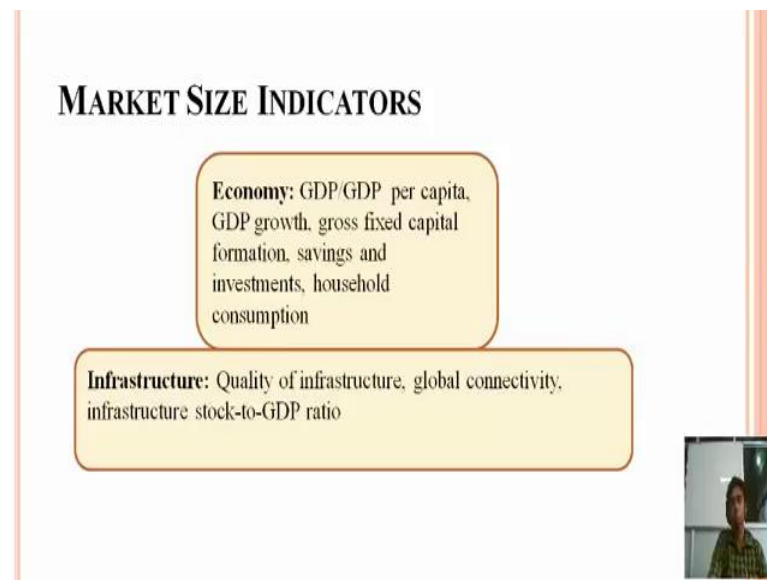 MARKET SIZE INDICATORS
Economy: GDP/GDP per capita,
GDP growth, gross fixed capital
formation, savings and
investments, household
consumption
Infrastructure: Quality of infrastructure, global connectivity,
infrastructure stock-to-GDP ratio